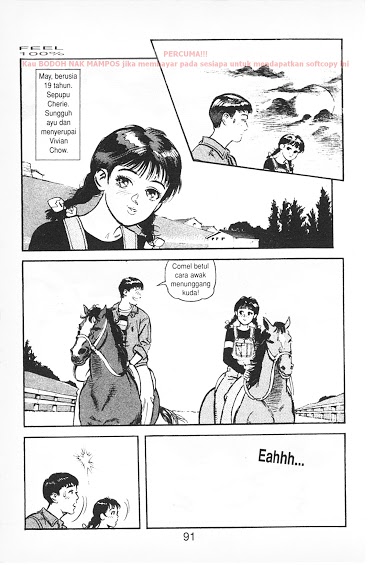 FEEL
100%
PERCUMA!!!
Kau BODOH NAK MAMPOS jika membayar pada sesiapa untuk mendapatkan softcopy ini
May, berusia
19 tahun.
Sepupu
Cherie.
Sungguh
ayu dan
menyerupai
Vivian
Chow.
Comel betul
cara awak
menunggang
kuda!
Eahhh...
91